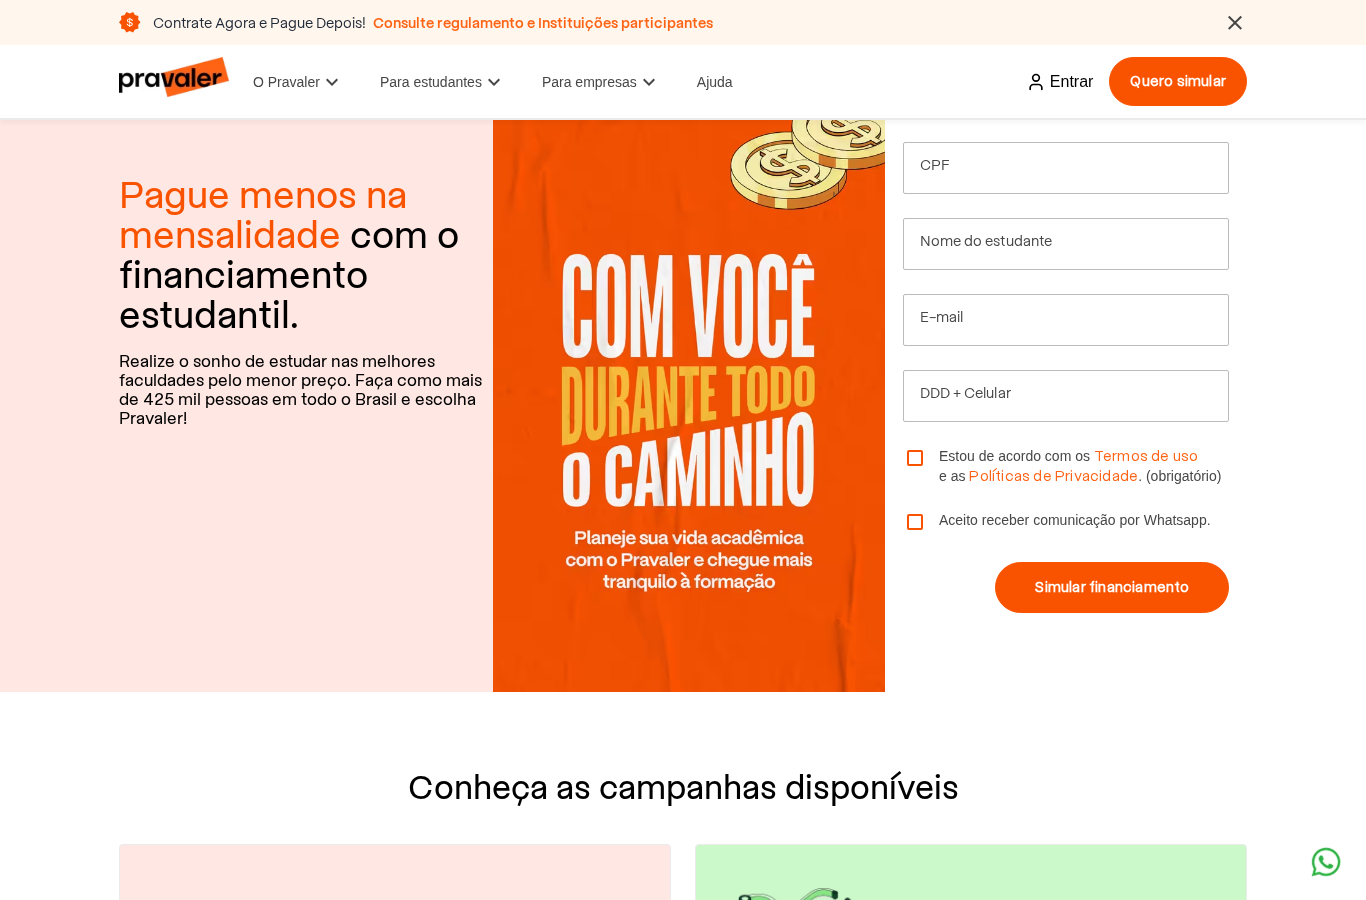 Contrate Agora e Pague Depois! Consulte regulamento e Instituições participantes
pravaler
O Pravaler
Para estudantes
Para empresas
Ajuda
Entrar
Quero simular
Pague menos na
mensalidade com o
financiamento
estudantil.
Realize o sonho de estudar nas melhores
faculdades pelo menor preço. Faça como mais
de 425 mil pessoas em todo o Brasil e escolha
Pravaler!
COM VOCÊ
DURANTE TODO
O CAMINHO
Planeje sua vida acadêmica
com o Pravaler e chegue mais
tranquilo à formação
CPF
Nome do estudante
E-mail
DDD + Celular
Estou de acordo com os Termos de uso
e as Políticas de Privacidade. (obrigatório)
Aceito receber comunicação por Whatsapp.
Simular financiamento
Conheça as campanhas disponíveis